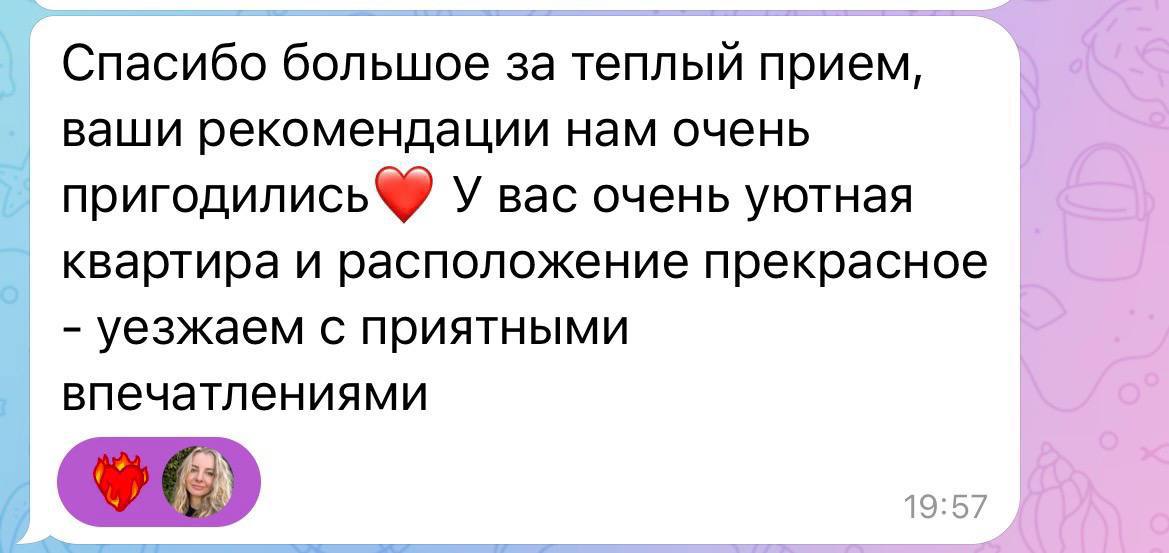 Спасибо большое за теплый прием,
ваши рекомендации нам очень
пригодились❤️ У вас очень уютная
квартира и расположение прекрасное
- уезжаем с приятными
впечатлениями
19:57